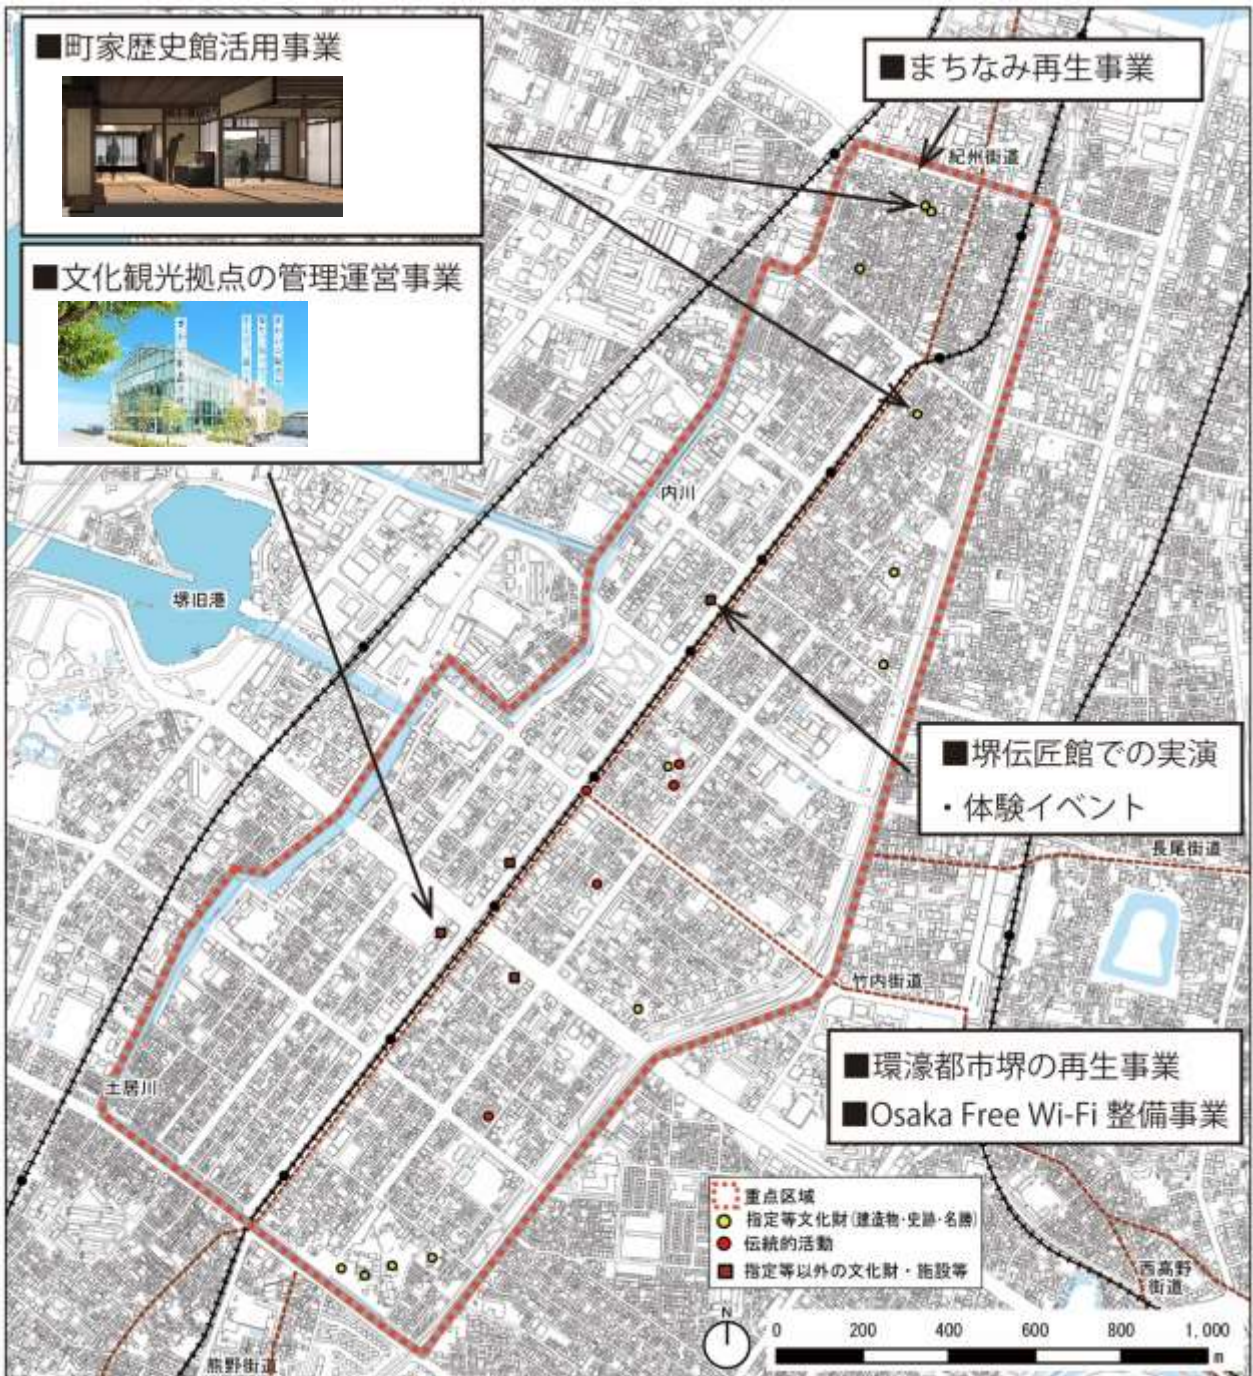 ■町家歴史館活用事業
■まちなみ再生事業
紀州街道
■文化観光拠点の管理運営事業
内川
堺旧港
■堺伝匠館での実演
・体験イベント
長尾街道
竹内街道
■環濠都市堺の再生事業
■Osaka Free Wi-Fi 整備事業
土居川
重点区域
指定等文化財(建造物・史跡・名勝)
伝統的活動
指定等以外の文化財・施設等
西高野
街道
熊野街道
N
0 200 400 600 800 1,000
m